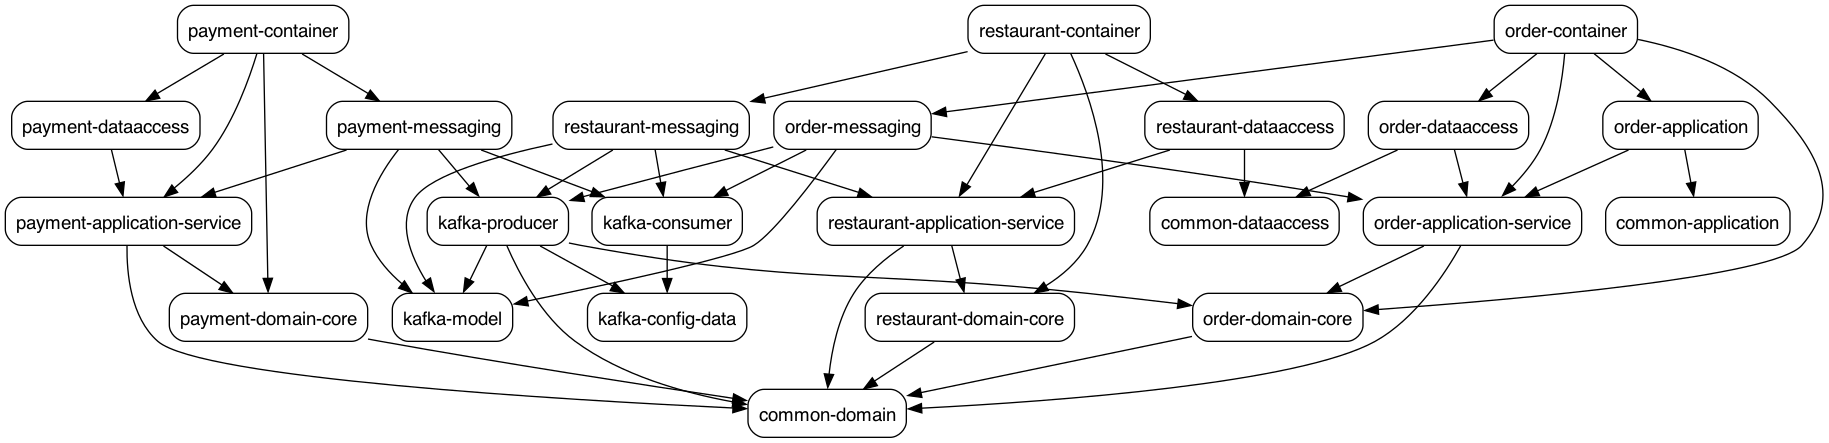 payment-container
restaurant-container
order-container
payment-dataaccess
payment-messaging
restaurant-messaging
order-messaging
restaurant-dataaccess
order-dataaccess
order-application
payment-application-service
kafka-producer
kafka-consumer
restaurant-application-service
common-dataaccess
order-application-service
common-application
payment-domain-core
kafka-model
kafka-config-data
restaurant-domain-core
order-domain-core
common-domain